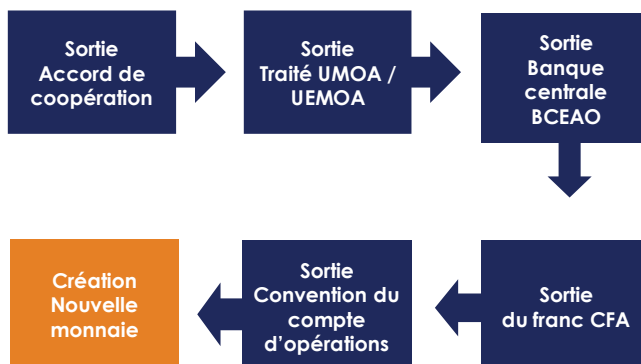 Sortie
Accord de
coopération
Sortie
Traité UMOA /
UEMOA
Sortie
Banque
centrale
BCEAO
Sortie
du franc CFA
Sortie
Convention du
compte
d’opérations
Création
Nouvelle
monnaie